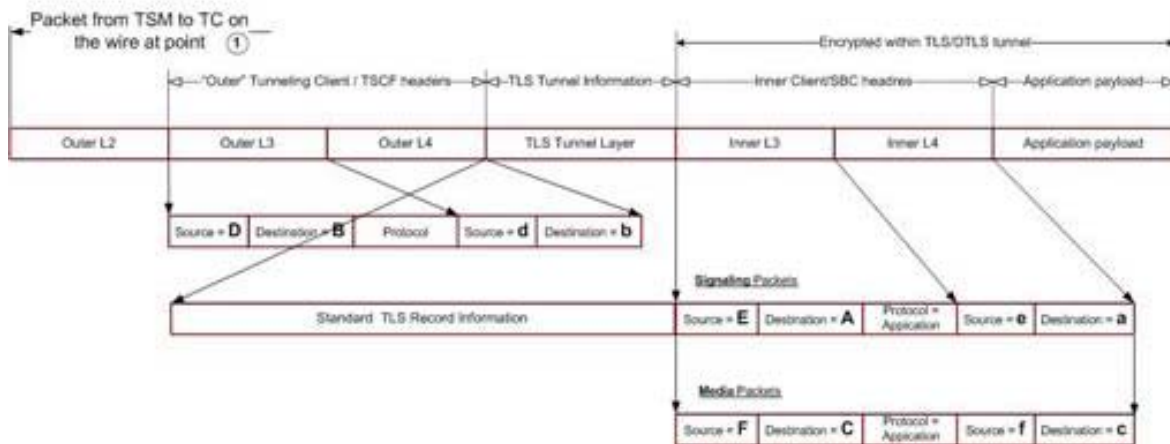 Packet from TSM to TC on
the wire at point ①
Encrypted within TLS/DTLS tunnel
"Outer" Tunneling Client / TSCF headers
TLS Tunnel Information
Inner Client/SBC headres
Application payload
Outer L2
Outer L3
Outer L4
TLS Tunnel Layer
Inner L3
Inner L4
Application payload
Source = D
Destination = B
Protocol
Source = d
Destination = b
Signaling Packets
Standard TLS Record Information
Source = E
Destination = A
Protocol =
Appication
Source = e
Destination = a
Media Packets
Source = F
Destination = C
Protocol =
Appication
Source = f
Destination = c